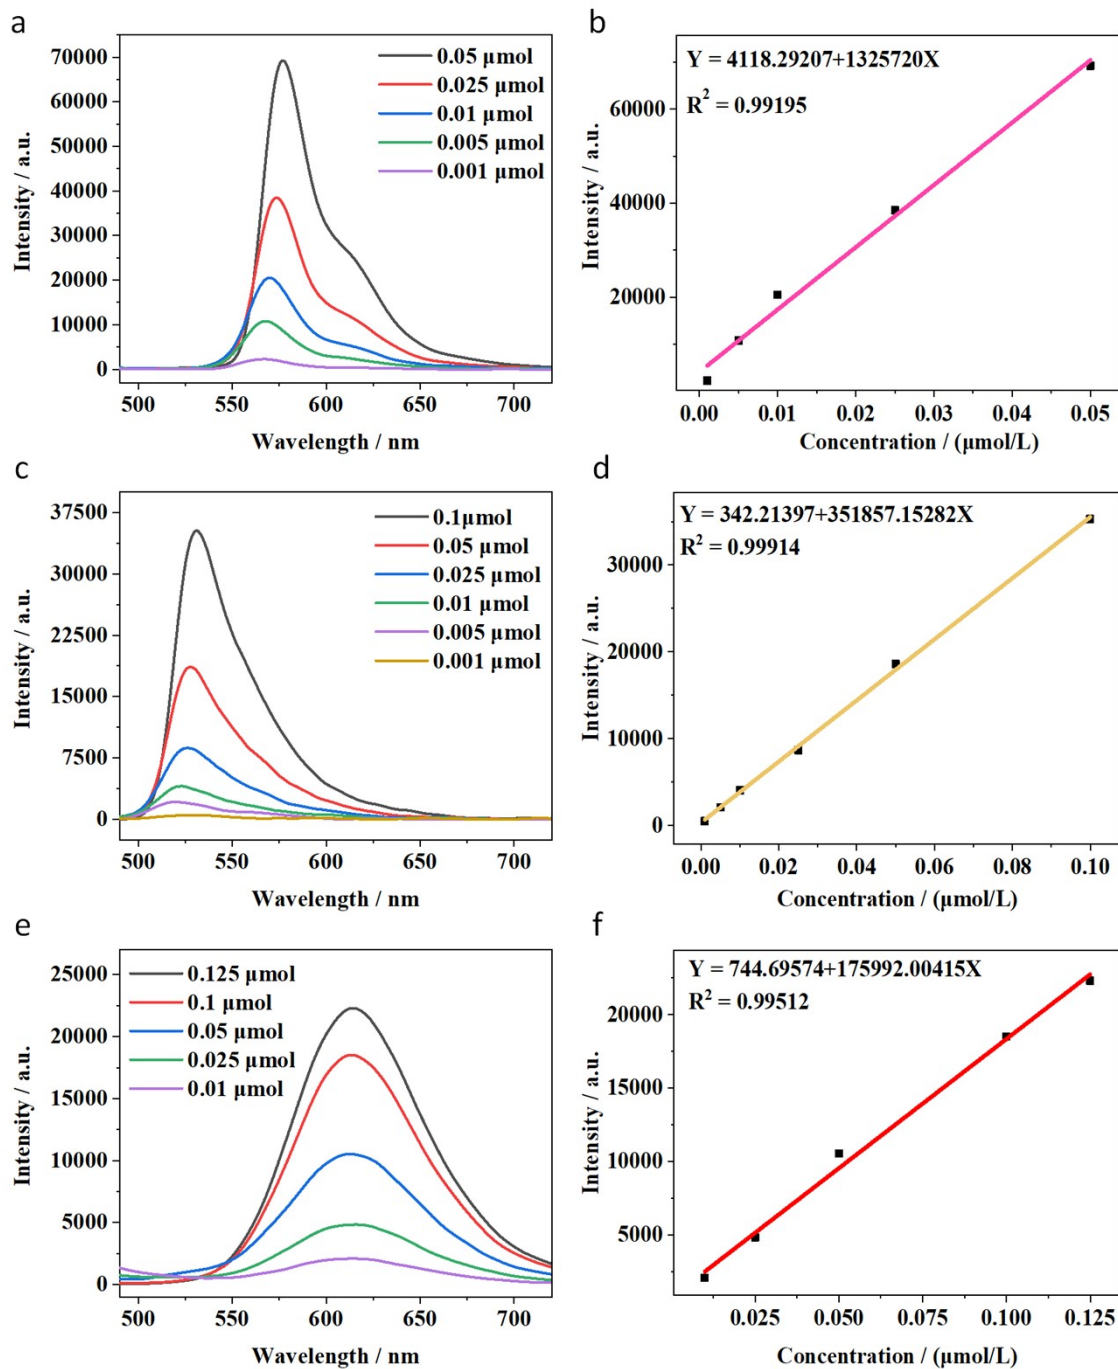 a
70000
60000
50000
40000
30000
20000
10000
0
Intensity / a.u.
0.05 µmol
0.025 µmol
0.01 µmol
0.005 µmol
0.001 µmol
500 550 600 650 700
Wavelength / nm
b
Y = 4118.29207+1325720X
R² = 0.99195
60000
40000
20000
Intensity / a.u.
0.00 0.01 0.02 0.03 0.04 0.05
Concentration / (µmol/L)
c
37500
30000
22500
15000
7500
0
Intensity / a.u.
0.1µmol
0.05 µmol
0.025 µmol
0.01 µmol
0.005 µmol
0.001 µmol
500 550 600 650 700
Wavelength / nm
d
Y = 342.21397+351857.15282X
R² = 0.99914
30000
20000
10000
0
Intensity / a.u.
0.00 0.02 0.04 0.06 0.08 0.10
Concentration / (µmol/L)
e
25000
20000
15000
10000
5000
0
Intensity / a.u.
0.125 µmol
0.1 µmol
0.05 µmol
0.025 µmol
0.01 µmol
500 550 600 650 700
Wavelength / nm
f
Y = 744.69574+175992.00415X
R² = 0.99512
20000
15000
10000
5000
Intensity / a.u.
0.025 0.050 0.075 0.100 0.125
Concentration / (µmol/L)